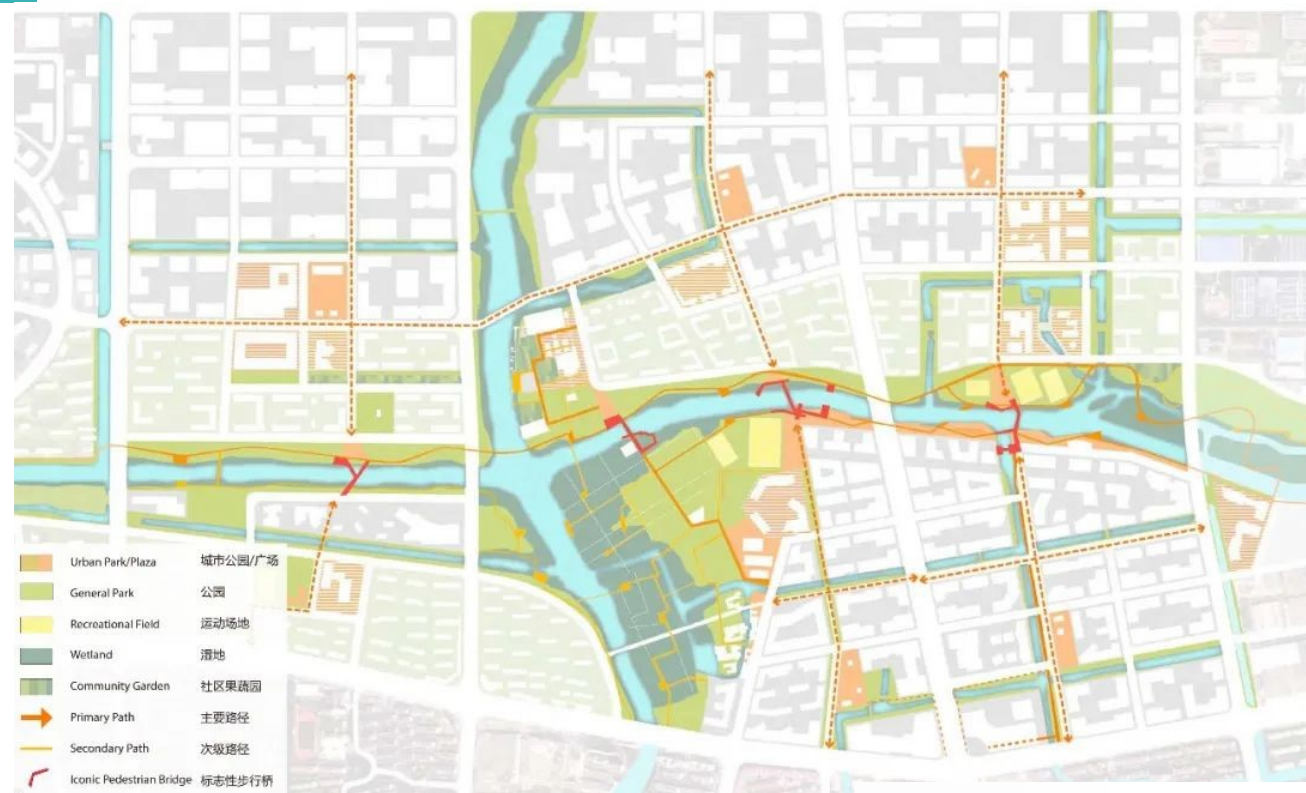 Urban Park/Plaza 城市公园/广场
General Park 公园
Recreational Field 运动场地
Wetland 湿地
Community Garden 社区果蔬园
Primary Path 主要路径
Secondary Path 次级路径
Iconic Pedestrian Bridge 标志性步行桥